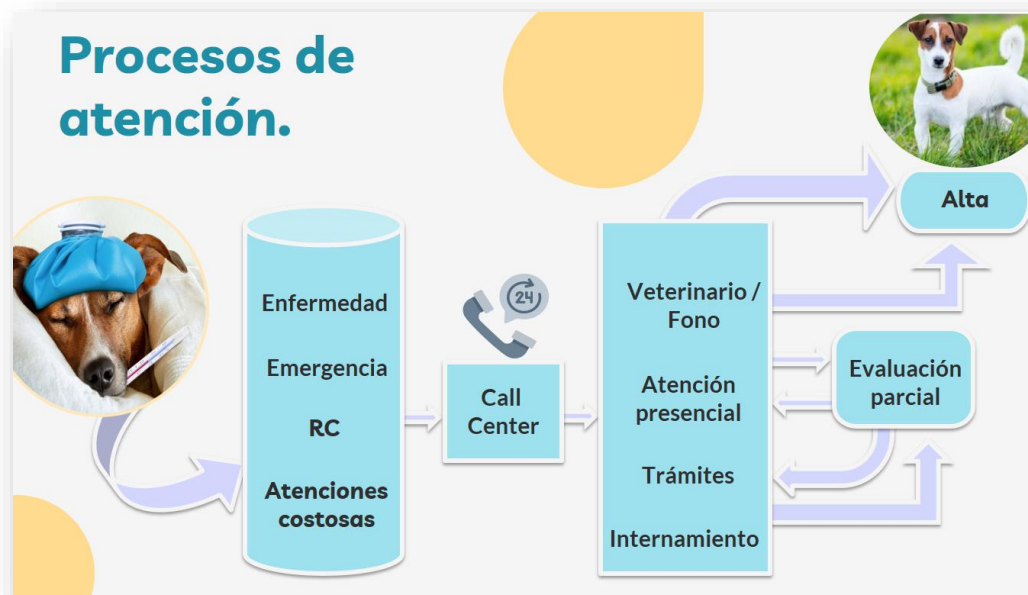 Procesos de
atención.
Alta
Enfermedad
Emergencia
RC
Atenciones
costosas
24
Call
Center
Veterinario /
Fono
Atención
presencial
Trámites
Internamiento
Evaluación
parcial